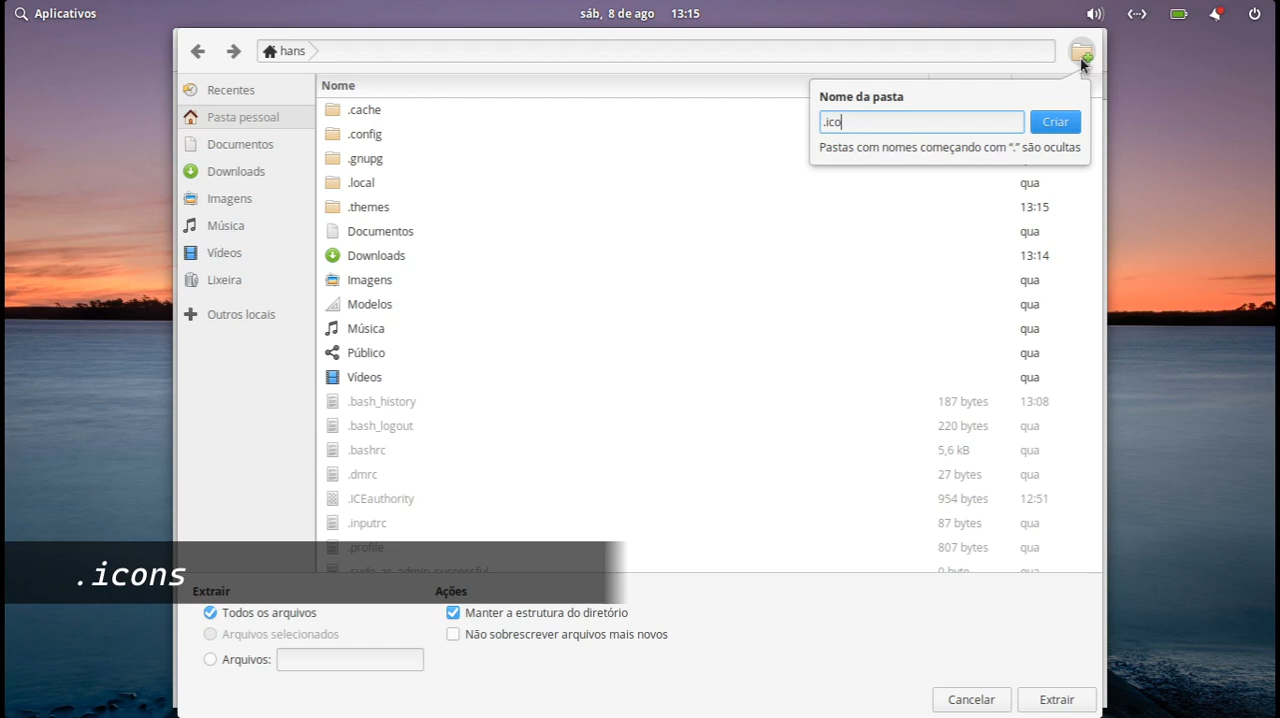 Aplicativos
sáb, 8 de ago 13:15
hans
Recentes
Pasta pessoal
Documentos
Downloads
Imagens
Música
Vídeos
Lixeira
Outros locais
Nome
Nome da pasta
.ico
Criar
Pastas com nomes começando com “.” são ocultas
.cache
.config
.gnupg
.local qua
.themes 13:15
Documentos qua
Downloads 13:14
Imagens qua
Modelos qua
Música qua
Público qua
Vídeos qua
.bash_history 187 bytes 13:08
.bash_logout 220 bytes qua
.bashrc 5,6 kB qua
.dmrc 27 bytes qua
.ICEauthority 954 bytes 12:51
.inputrc 87 bytes qua
.profile 807 bytes qua
.sudo_as_admin_successful 0 byte qua
.icons
Extrair
Todos os arquivos
Arquivos selecionados
Arquivos:
Ações
Manter a estrutura do diretório
Não sobrescrever arquivos mais novos
Cancelar
Extrair